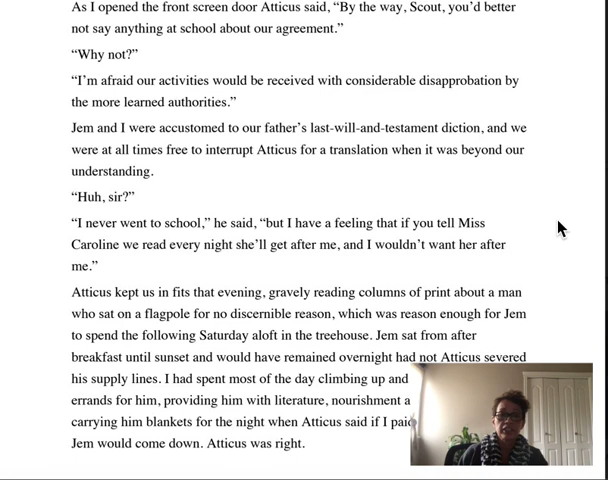 As I opened the front screen door Atticus said, “By the way, Scout, you’d better
not say anything at school about our agreement.”
“Why not?”
“I’m afraid our activities would be received with considerable disapprobation by
the more learned authorities.”
Jem and I were accustomed to our father’s last-will-and-testament diction, and we
were at all times free to interrupt Atticus for a translation when it was beyond our
understanding.
“Huh, sir?”
“I never went to school,” he said, “but I have a feeling that if you tell Miss
Caroline we read every night she’ll get after me, and I wouldn’t want her after
me.”
Atticus kept us in fits that evening, gravely reading columns of print about a man
who sat on a flagpole for no discernible reason, which was reason enough for Jem
to spend the following Saturday aloft in the treehouse. Jem sat from after
breakfast until sunset and would have remained overnight had not Atticus severed
his supply lines. I had spent most of the day climbing up and
errands for him, providing him with literature, nourishment
carrying him blankets for the night when Atticus said if I
Jem would come down. Atticus was right.